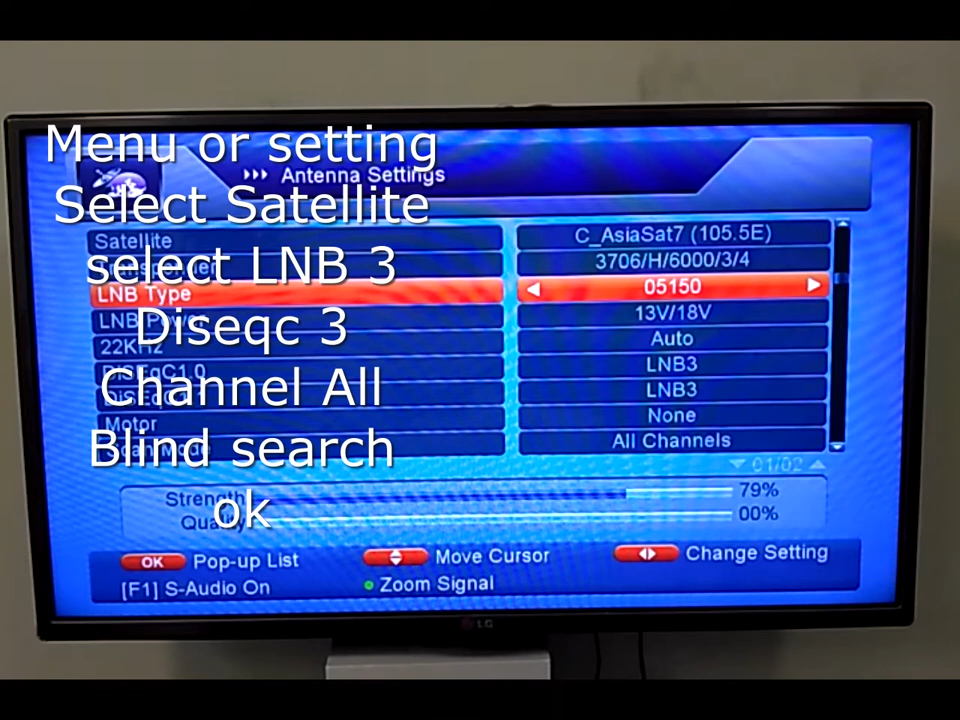 Menu or setting
Antenna Settings
Select Satellite
Satellite C_AsiaSat7 (105.5E)
select LNB 3
3706/H/6000/3/4
LNB Type 05150
LNB Power 13V/18V
Diseqc 3
22KHz Auto
DiSEqC1.0 LNB3
Channel All
LNB3
Motor None
Blind search
Scan Mode All Channels
01/02
Strength 79%
ok
Quality 00%
OK Pop-up List Move Cursor Change Setting
[F1] S-Audio On Zoom Signal
LG